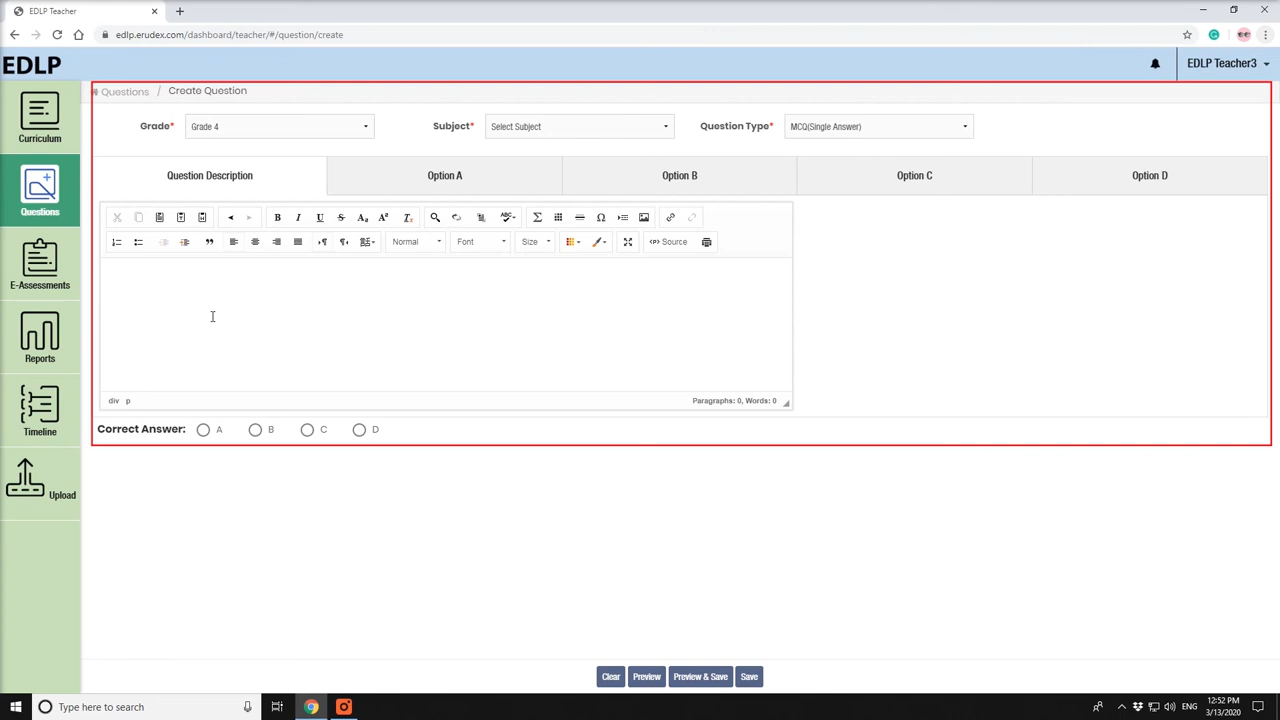 EDLP Teacher
edlp.erudex.com/dashboard/teacher/#/question/create
EDLP
EDLP Teacher3
Curriculum
Questions
E-Assessments
Reports
Timeline
Upload
Questions / Create Question
Grade* Grade 4 Subject* Select Subject Question Type* MCQ(Single Answer)
Question Description Option A Option B Option C Option D
Normal Font Size Source
div p Paragraphs: 0, Words: 0
Correct Answer: A B C D
Clear Preview Preview & Save Save
Type here to search
ENG
12:52 PM
3/13/2020